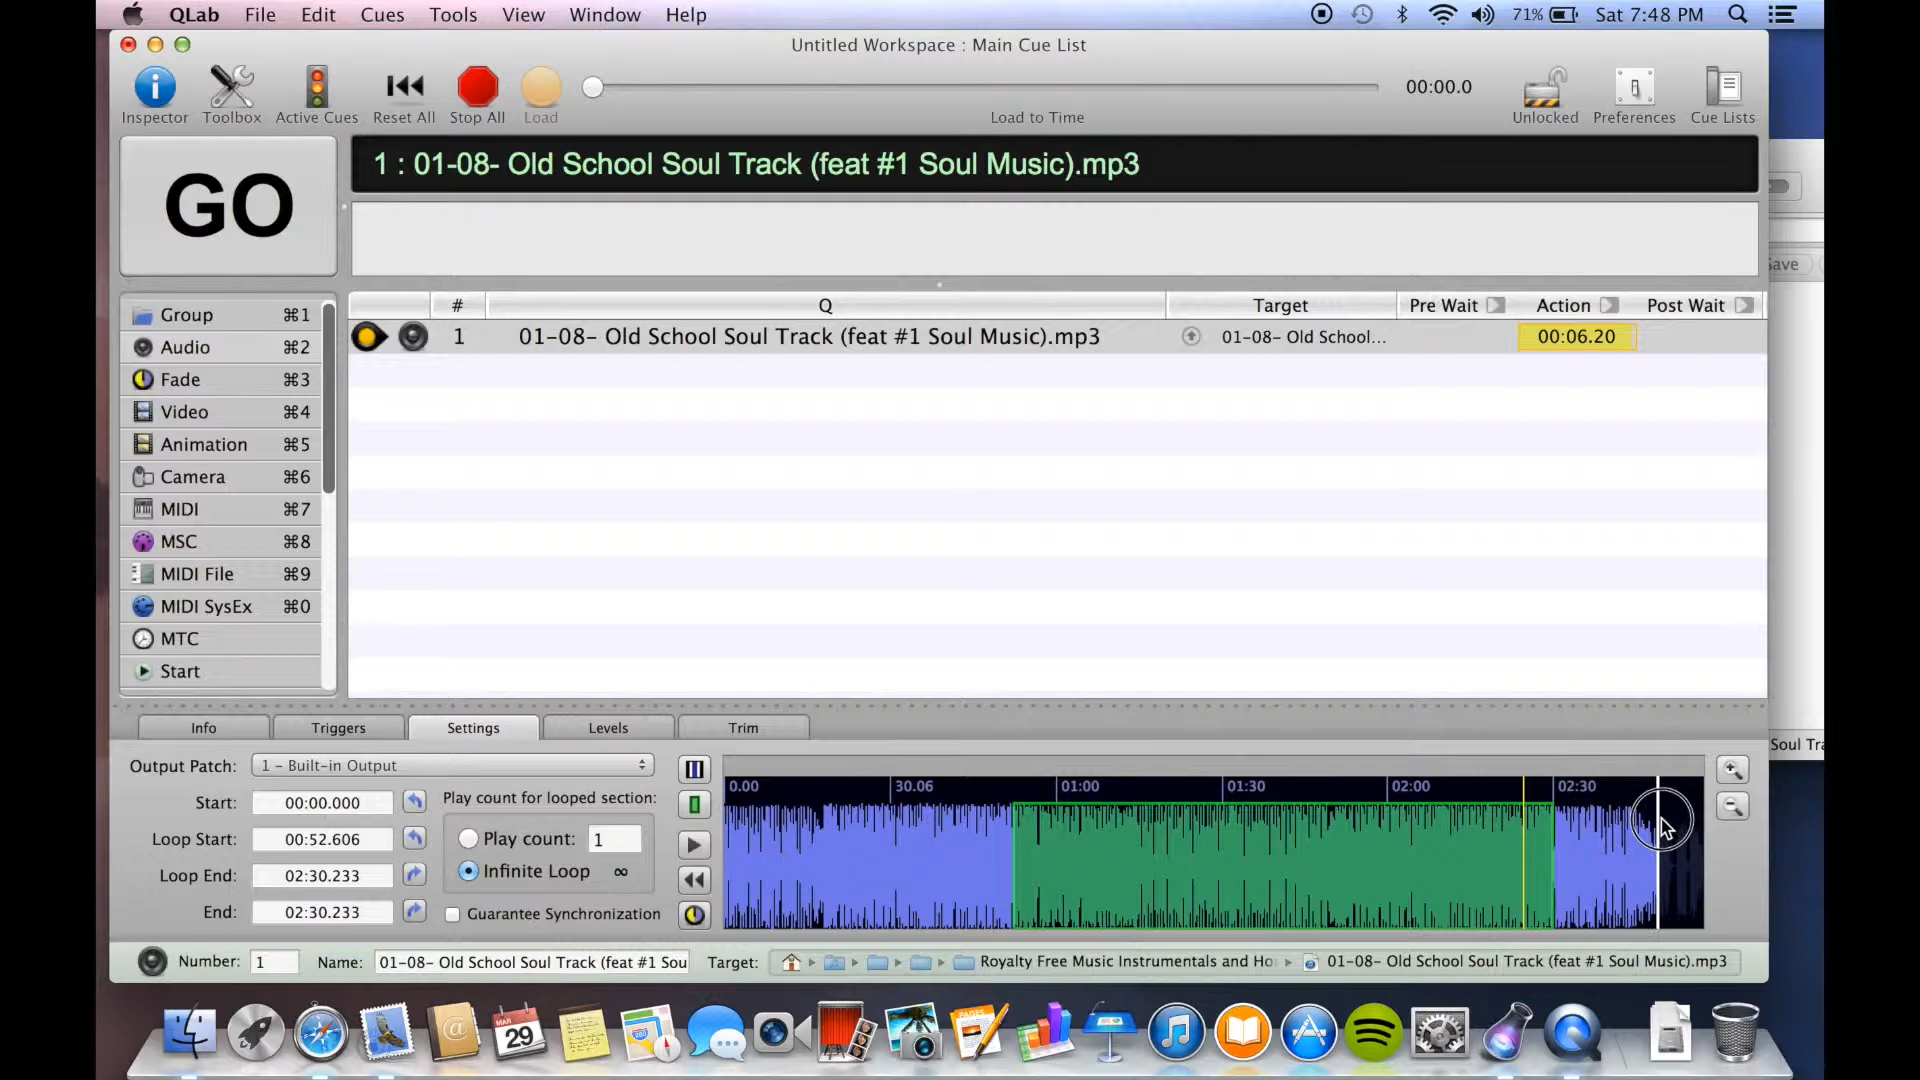 QLab File Edit Cues Tools View Window Help 71% Sat 7:48 PM
Untitled Workspace : Main Cue List
00:00.0
Inspector Toolbox Active Cues Reset All Stop All Load Load to Time Unlocked Preferences Cue Lists
GO
1 : 01-08- Old School Soul Track (feat #1 Soul Music).mp3
Save
# Q Target Pre Wait Action Post Wait
1 01-08- Old School Soul Track (feat #1 Soul Music).mp3 01-08- Old School... 00:06.20
Group ⌘1
Audio ⌘2
Fade ⌘3
Video ⌘4
Animation ⌘5
Camera ⌘6
MIDI ⌘7
MSC ⌘8
MIDI File ⌘9
MIDI SysEx ⌘0
MTC
Start
Info Triggers Settings Levels Trim
Soul Tra
Output Patch: 1 - Built-in Output
Start: 00:00.000
Loop Start: 00:52.606
Loop End: 02:30.233
End: 02:30.233
Play count for looped section:
Play count: 1
Infinite Loop ∞
Guarantee Synchronization
0.00 30.06 01:00 01:30 02:00 02:30
Number: 1 Name: 01-08- Old School Soul Track (feat #1 Sou Target: Royalty Free Music Instrumentals and Ho 01-08- Old School Soul Track (feat #1 Soul Music).mp3
MAR
29